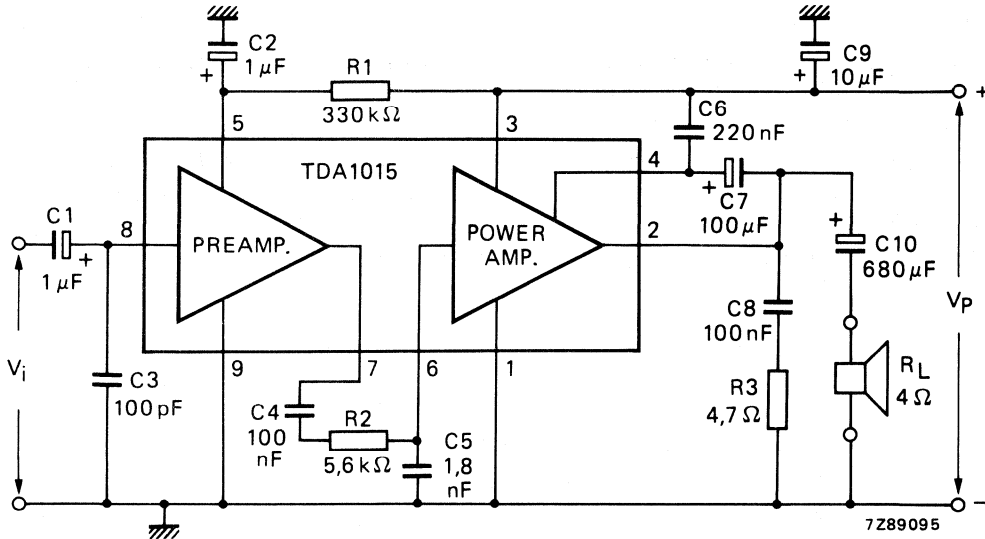 C2
1 μF
+
R1
330 kΩ
C9
10 μF
+
+
5
3
C6
220 nF
TDA1015
4
+
C7
100 μF
C1
1 μF
+
8
PREAMP.
POWER
AMP.
2
+
C10
680 μF
Vi
C3
100 pF
9
7
6
1
C8
100 nF
VP
C4
100
nF
R2
5,6 kΩ
C5
1,8
nF
R3
4,7 Ω
RL
4 Ω
−
7Z89095